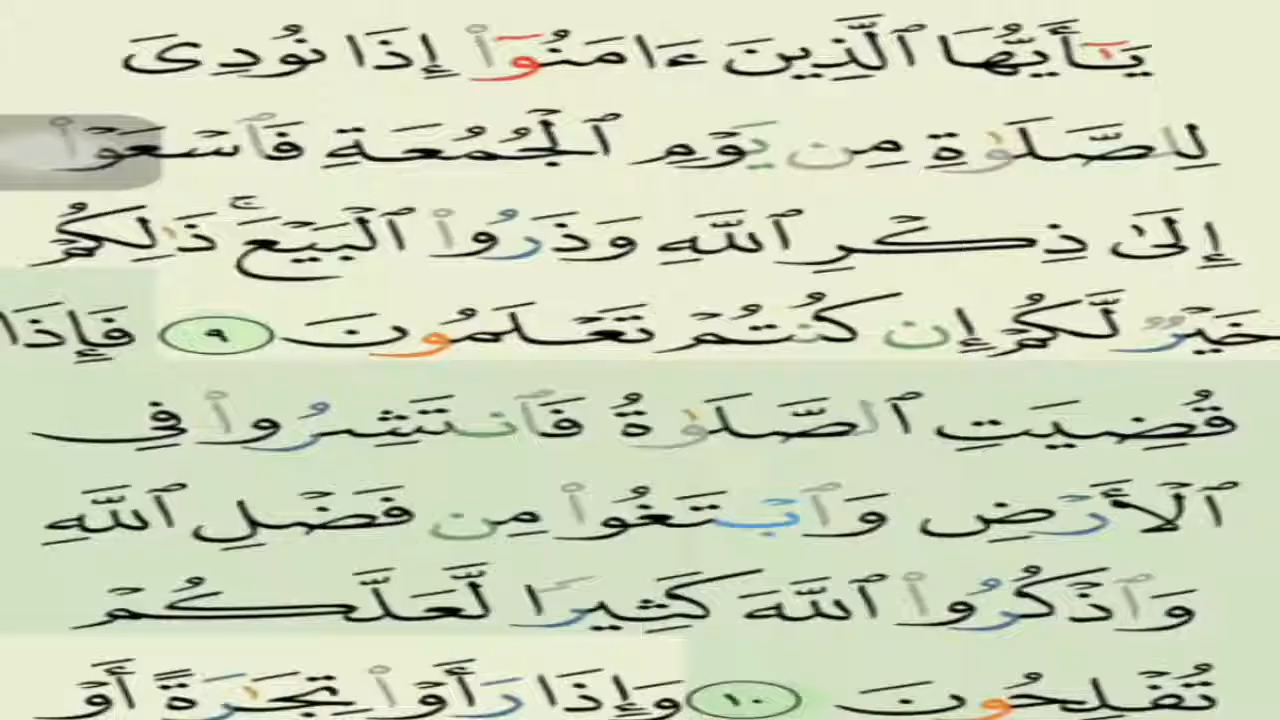 يَـٰٓأَيُّهَا ٱلَّذِينَ ءَامَنُوٓا۟ إِذَا نُودِىَ
لِلصَّلَوٰةِ مِن يَوْمِ ٱلْجُمُعَةِ فَٱسْعَوْا۟
إِلَىٰ ذِكْرِ ٱللَّهِ وَذَرُوا۟ ٱلْبَيْعَ ۚ ذَٰلِكُمْ
خَيْرٌ لَّكُمْ إِن كُنتُمْ تَعْلَمُونَ ٩ فَإِذَا
قُضِيَتِ ٱلصَّلَوٰةُ فَٱنتَشِرُوا۟ فِى
ٱلْأَرْضِ وَٱبْتَغُوا۟ مِن فَضْلِ ٱللَّهِ
وَٱذْكُرُوا۟ ٱللَّهَ كَثِيرًا لَّعَلَّكُمْ
تُفْلِحُونَ ١٠ وَإِذَا رَأَوْا۟ تِجَـٰرَةً أَوْ